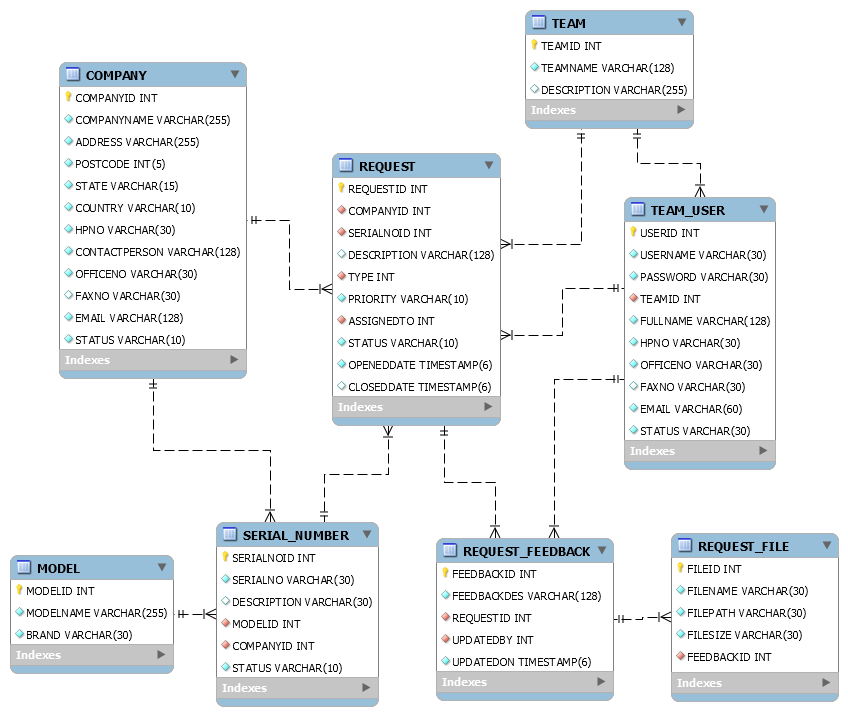 TEAM
TEAMID INT
TEAMNAME VARCHAR(128)
DESCRIPTION VARCHAR(255)
Indexes
COMPANY
COMPANYID INT
COMPANYNAME VARCHAR(255)
ADDRESS VARCHAR(255)
POSTCODE INT(5)
STATE VARCHAR(15)
COUNTRY VARCHAR(10)
HPNO VARCHAR(30)
CONTACTPERSON VARCHAR(128)
OFFICENO VARCHAR(30)
FAXNO VARCHAR(30)
EMAIL VARCHAR(128)
STATUS VARCHAR(10)
Indexes
REQUEST
REQUESTID INT
COMPANYID INT
SERIALNOID INT
DESCRIPTION VARCHAR(128)
TYPE INT
PRIORITY VARCHAR(10)
ASSIGNEDTO INT
STATUS VARCHAR(10)
OPENEDDATE TIMESTAMP(6)
CLOSEDDATE TIMESTAMP(6)
Indexes
TEAM_USER
USERID INT
USERNAME VARCHAR(30)
PASSWORD VARCHAR(30)
TEAMID INT
FULLNAME VARCHAR(128)
HPNO VARCHAR(30)
OFFICENO VARCHAR(30)
FAXNO VARCHAR(30)
EMAIL VARCHAR(60)
STATUS VARCHAR(30)
Indexes
MODEL
MODELID INT
MODELNAME VARCHAR(255)
BRAND VARCHAR(30)
Indexes
SERIAL_NUMBER
SERIALNOID INT
SERIALNO VARCHAR(30)
DESCRIPTION VARCHAR(30)
MODELID INT
COMPANYID INT
STATUS VARCHAR(10)
Indexes
REQUEST_FEEDBACK
FEEDBACKID INT
FEEDBACKDES VARCHAR(128)
REQUESTID INT
UPDATEDBY INT
UPDATEDON TIMESTAMP(6)
Indexes
REQUEST_FILE
FILEID INT
FILENAME VARCHAR(30)
FILEPATH VARCHAR(30)
FILESIZE VARCHAR(30)
FEEDBACKID INT
Indexes